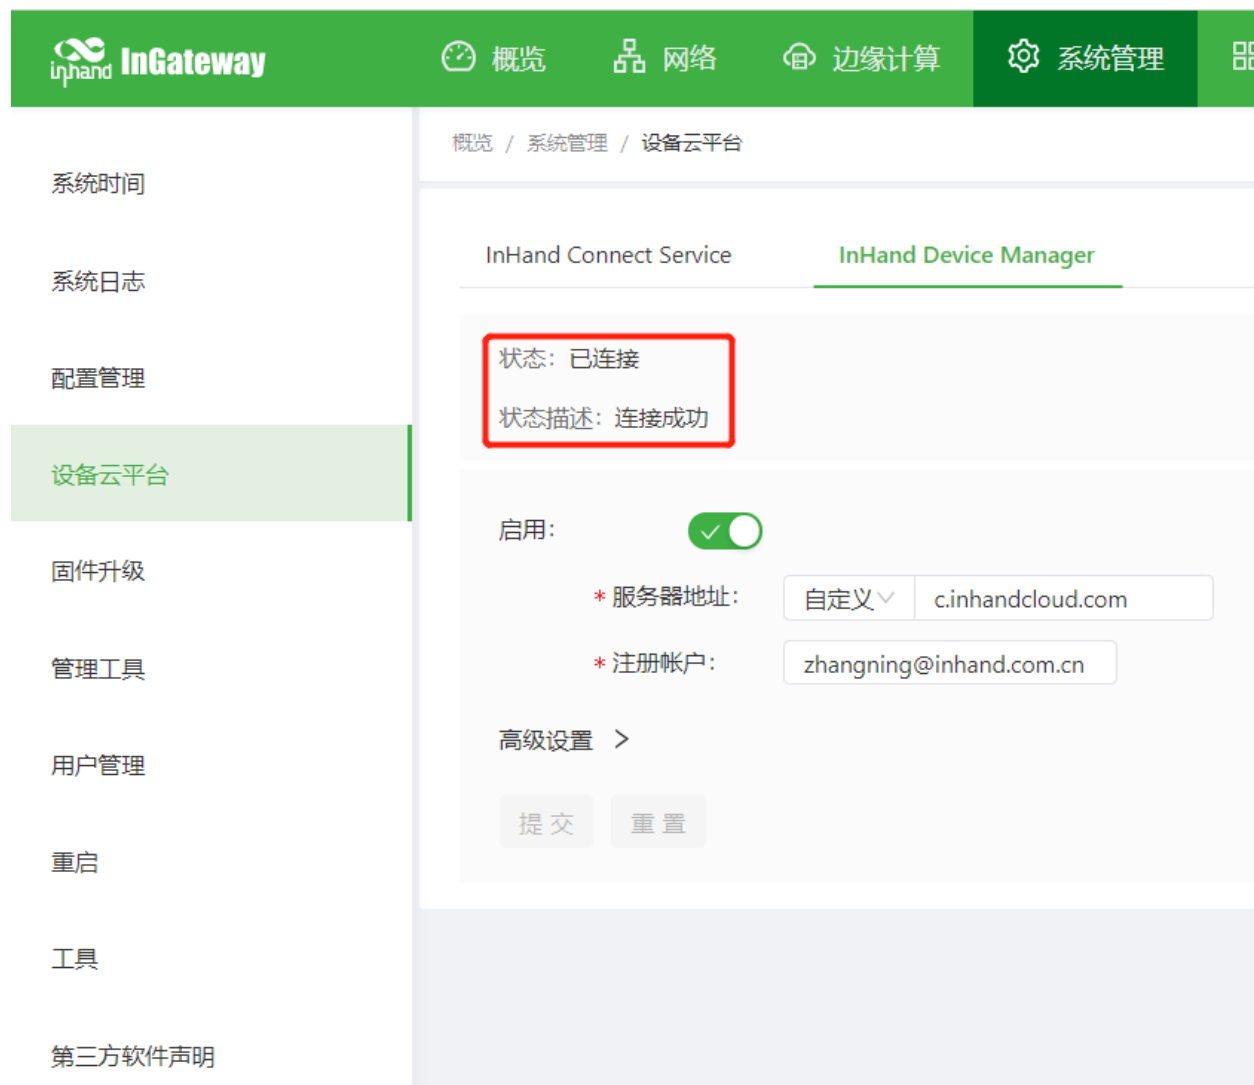 inhand InGateway
概览
网络
边缘计算
系统管理
系统时间
系统日志
配置管理
设备云平台
固件升级
管理工具
用户管理
重启
工具
第三方软件声明
概览 / 系统管理 / 设备云平台
InHand Connect Service
InHand Device Manager
状态：已连接
状态描述：连接成功
启用：
* 服务器地址： 自定义 c.inhandcloud.com
* 注册帐户： zhangning@inhand.com.cn
高级设置 >
提 交
重 置